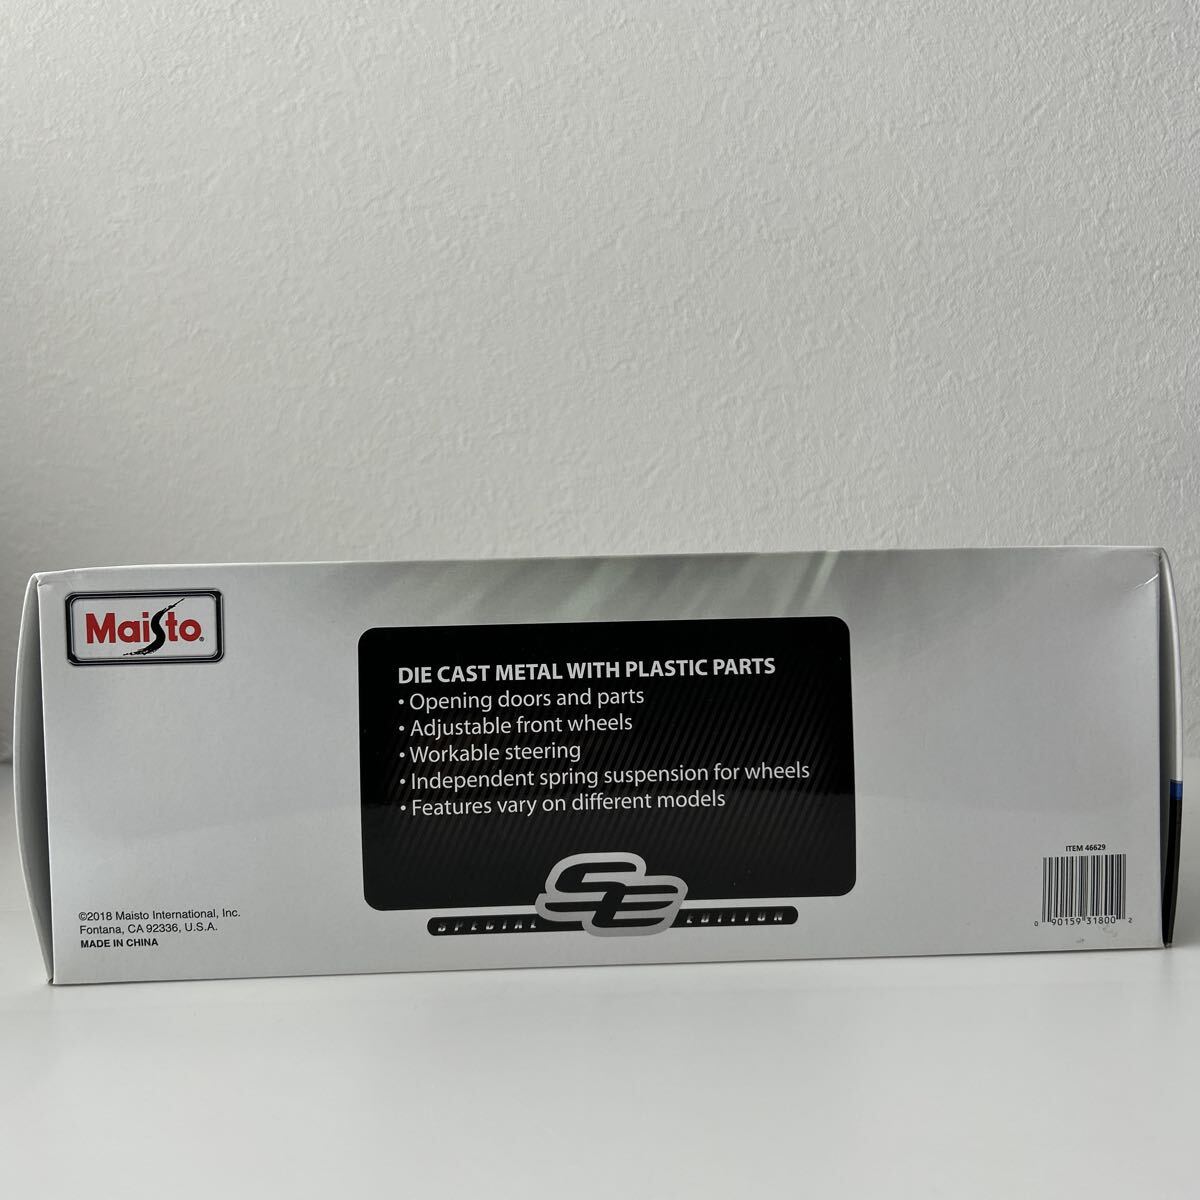 Maisto®
DIE CAST METAL WITH PLASTIC PARTS
• Opening doors and parts
• Adjustable front wheels
• Workable steering
• Independent spring suspension for wheels
• Features vary on different models
SE
SPECIAL EDITION
©2018 Maisto International, Inc.
Fontana, CA 92336, U.S.A.
MADE IN CHINA
ITEM 46629
0 90159 31800 2